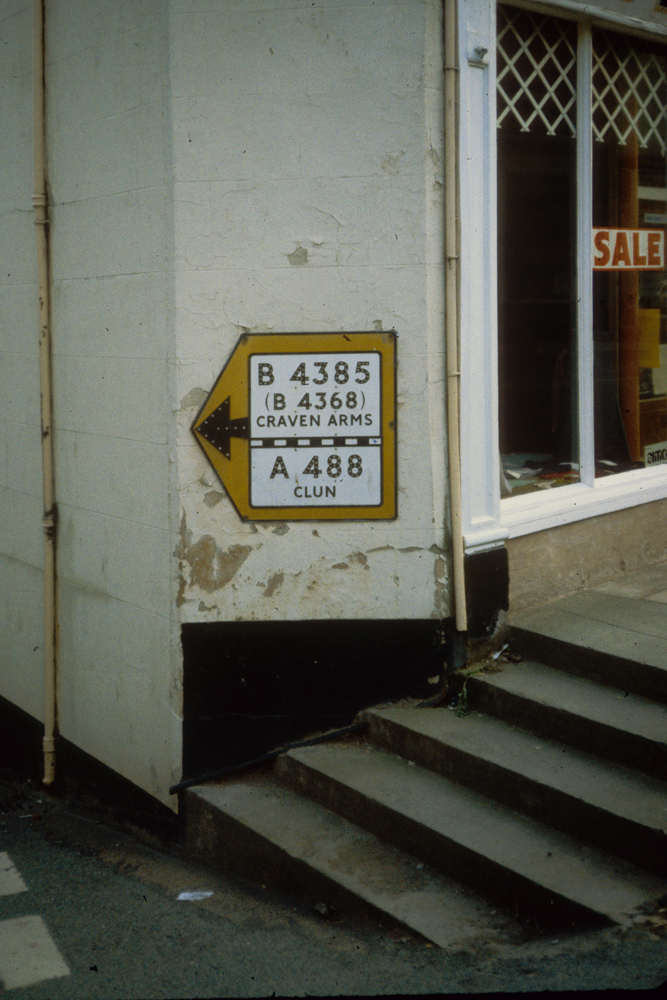 B 4385
(B 4368)
CRAVEN ARMS
A 488
CLUN
SALE